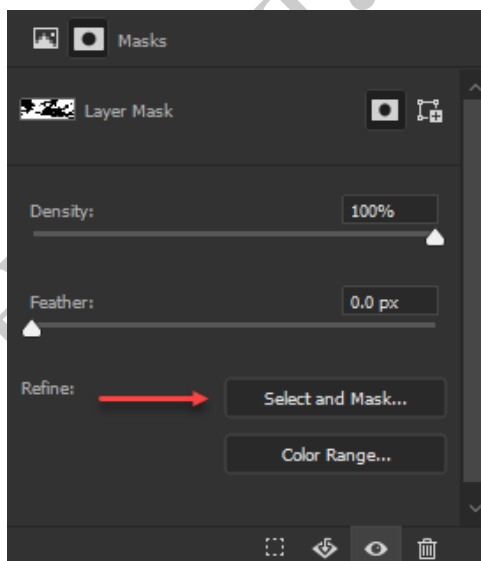 Masks
Layer Mask
Density: 100%
Feather: 0.0 px
Refine: Select and Mask...
Color Range...